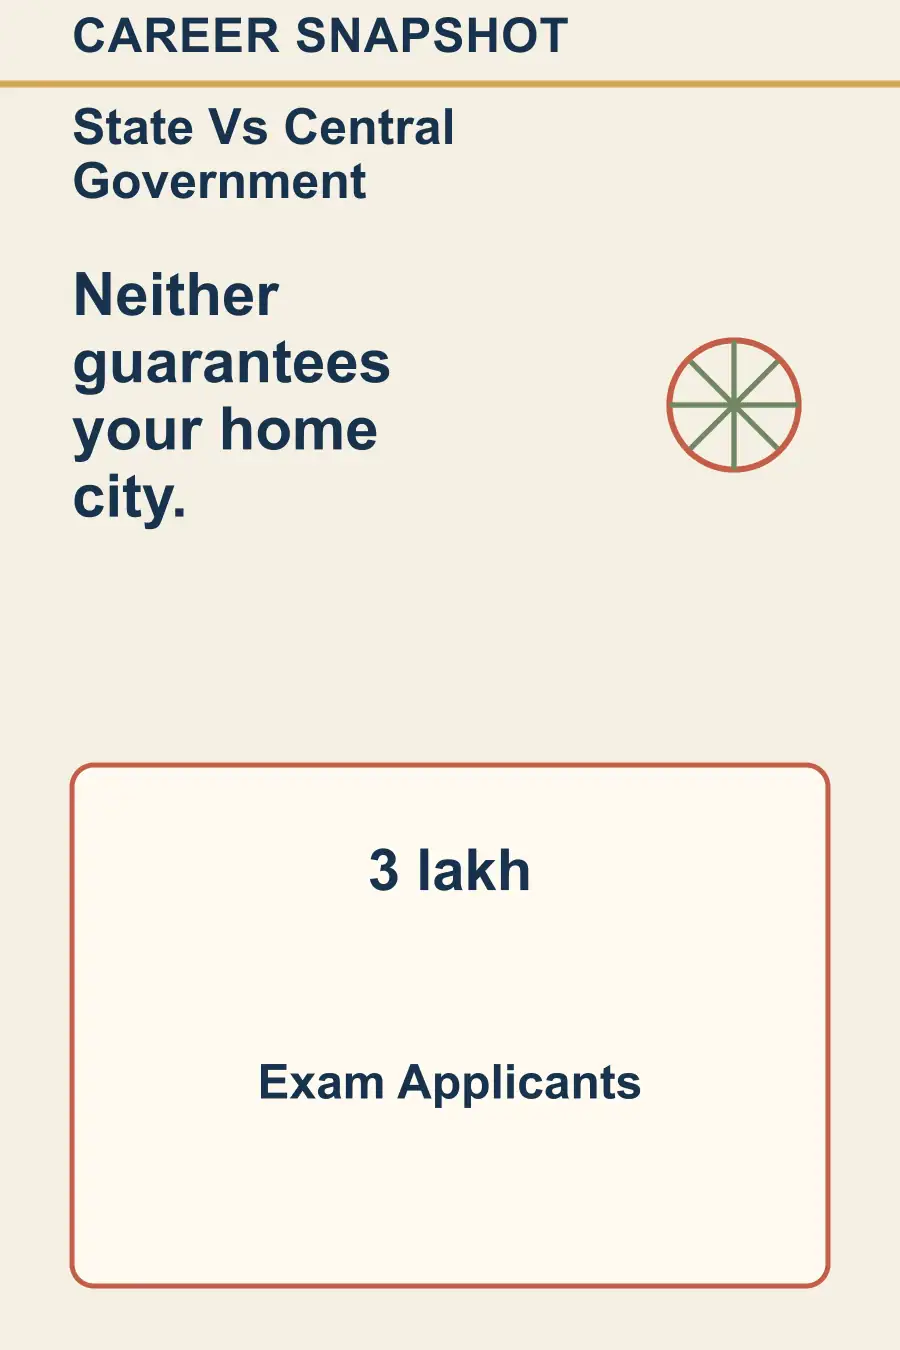 CAREER SNAPSHOT
State Vs Central
Government
Neither
guarantees
your home
city.
3 lakh
Exam Applicants